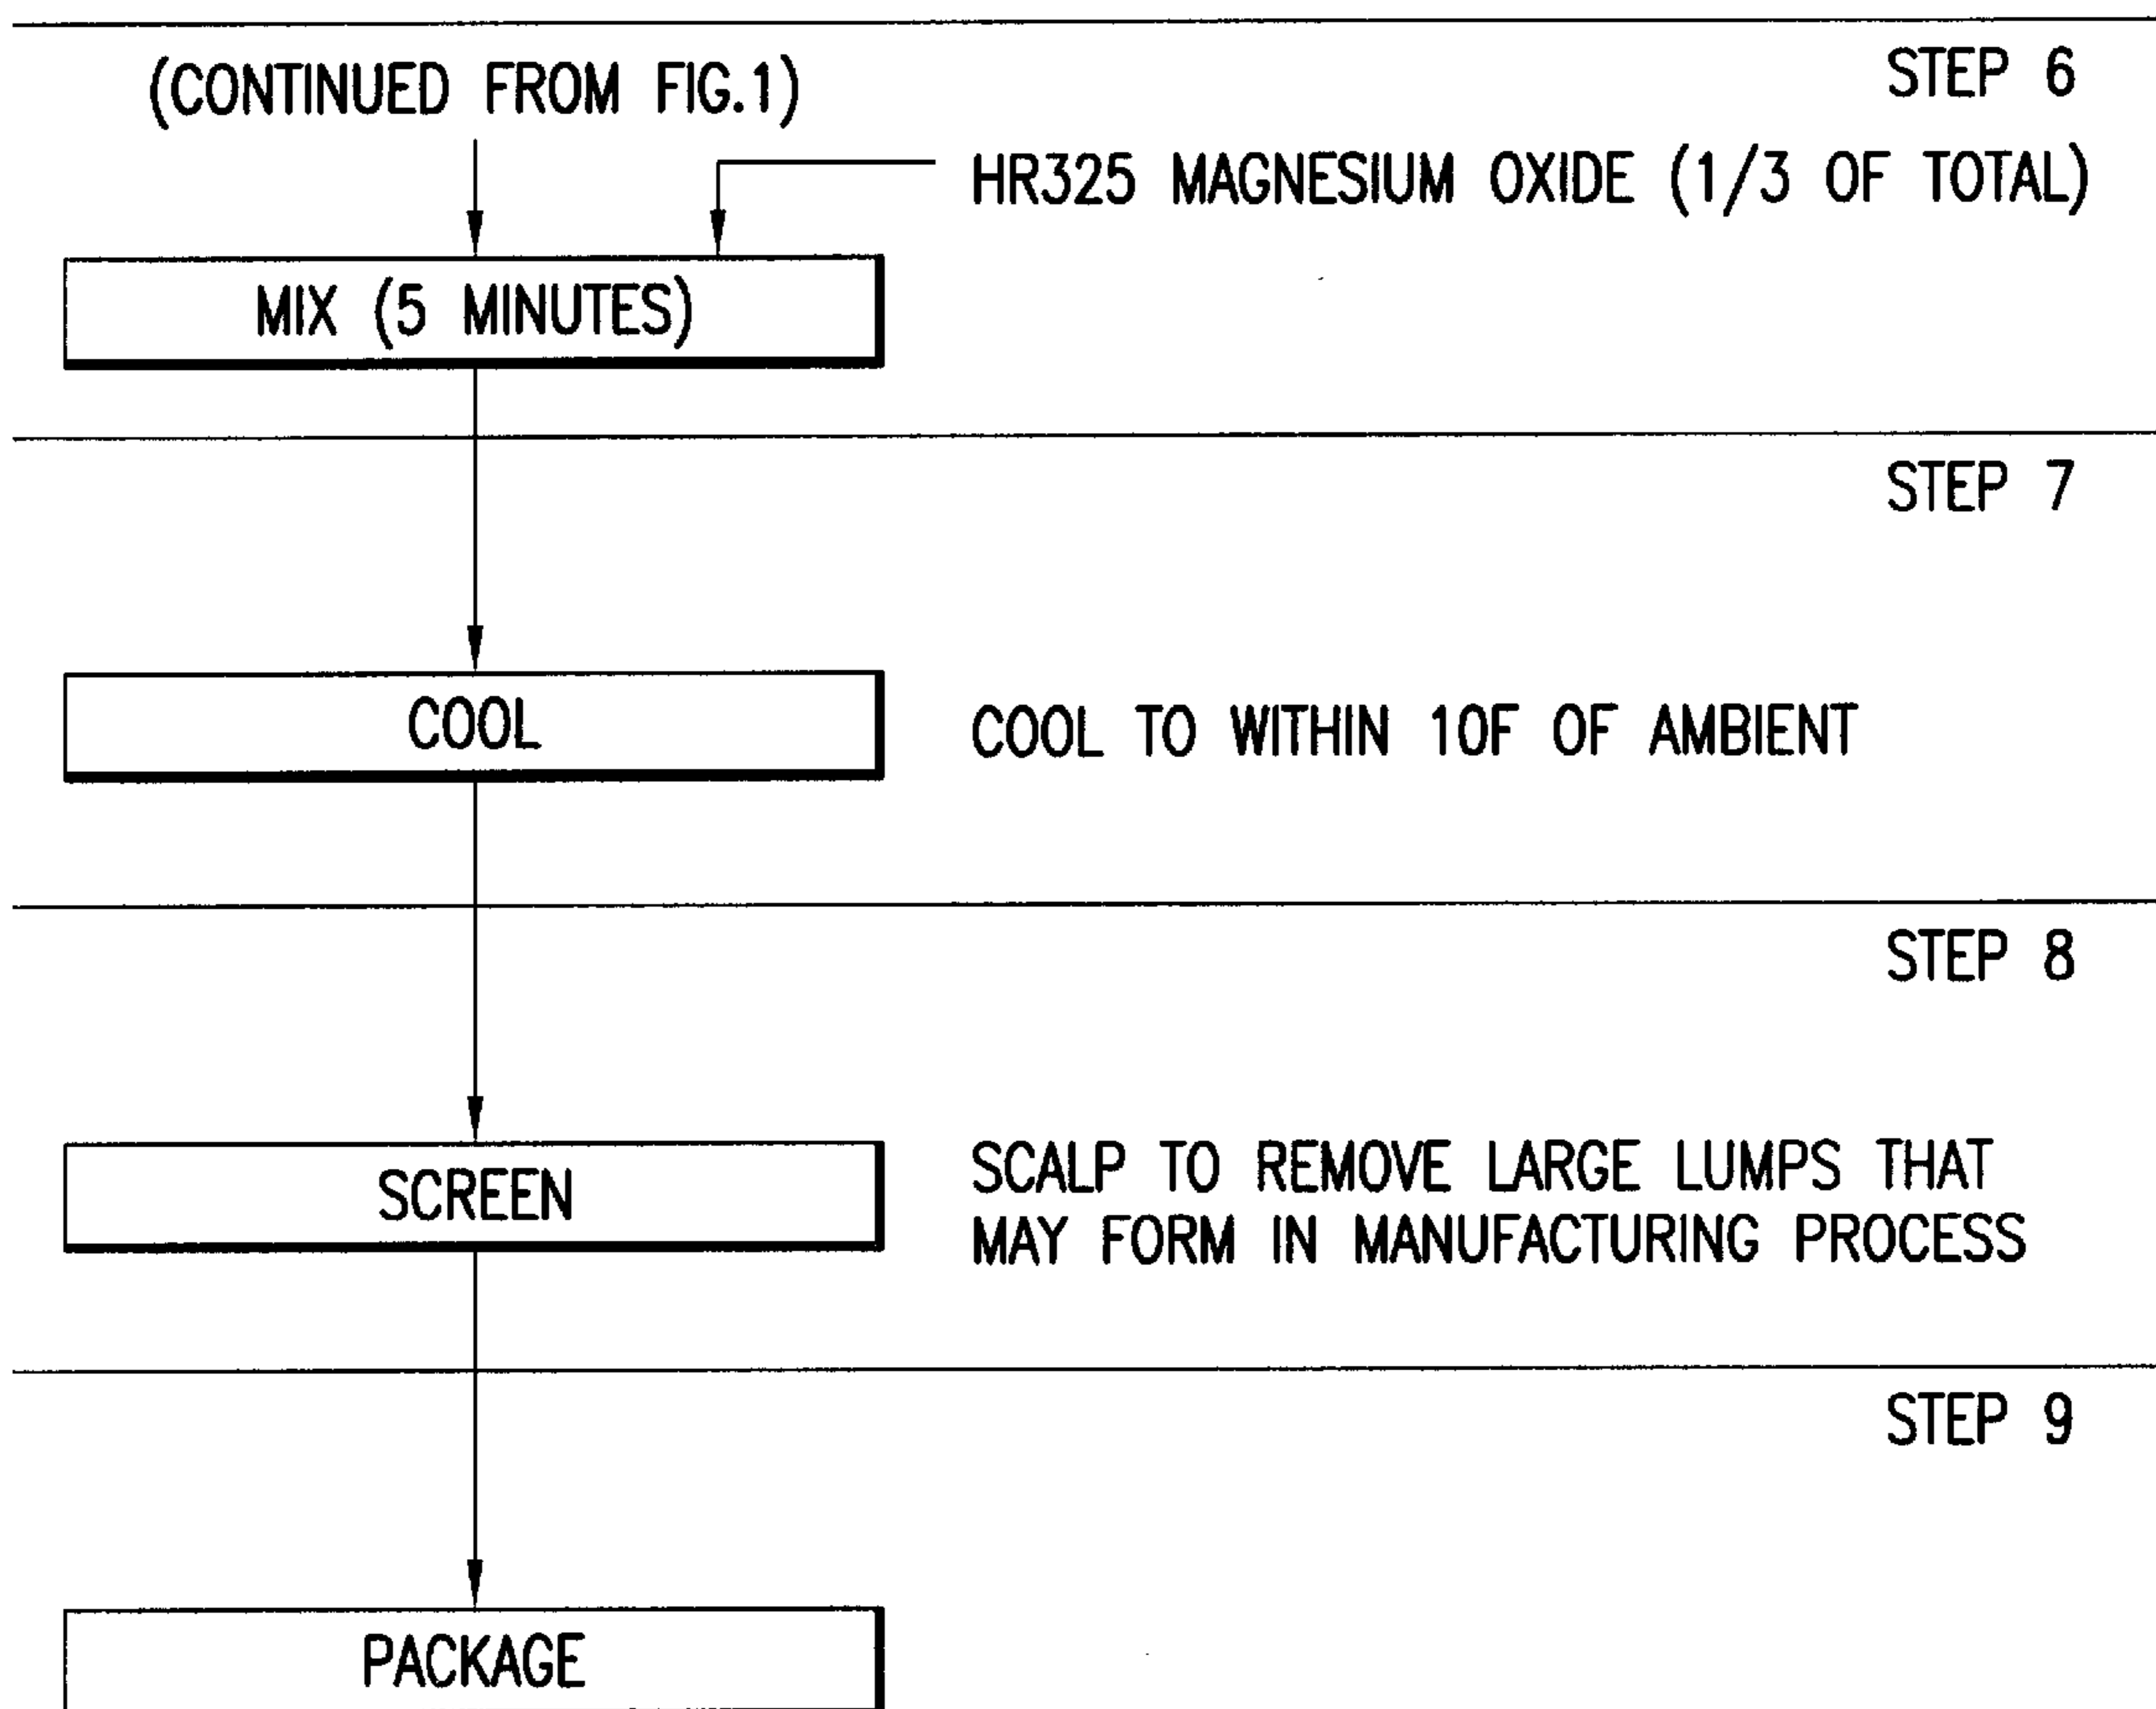 STEP 6
(CONTINUED FROM FIG.1)
HR325 MAGNESIUM OXIDE (1/3 OF TOTAL)
MIX (5 MINUTES)
STEP 7
COOL
COOL TO WITHIN 10F OF AMBIENT
STEP 8
SCREEN
SCALP TO REMOVE LARGE LUMPS THAT
MAY FORM IN MANUFACTURING PROCESS
STEP 9
PACKAGE